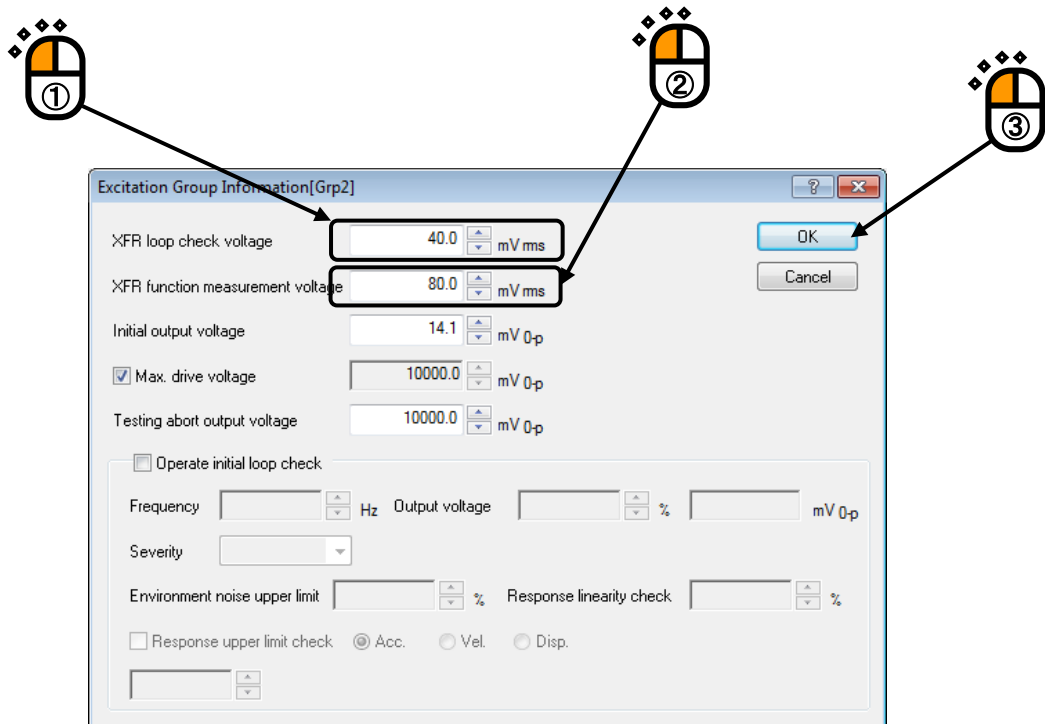 ①
②
③
Excitation Group Information[Grp2]
XFR loop check voltage 40.0 mV rms OK
XFR function measurement voltage 80.0 mV rms Cancel
Initial output voltage 14.1 mV 0-p
Max. drive voltage 10000.0 mV 0-p
Testing abort output voltage 10000.0 mV 0-p
Operate initial loop check
Frequency Hz Output voltage % mV 0-p
Severity
Environment noise upper limit % Response linearity check %
Response upper limit check Acc. Vel. Disp.